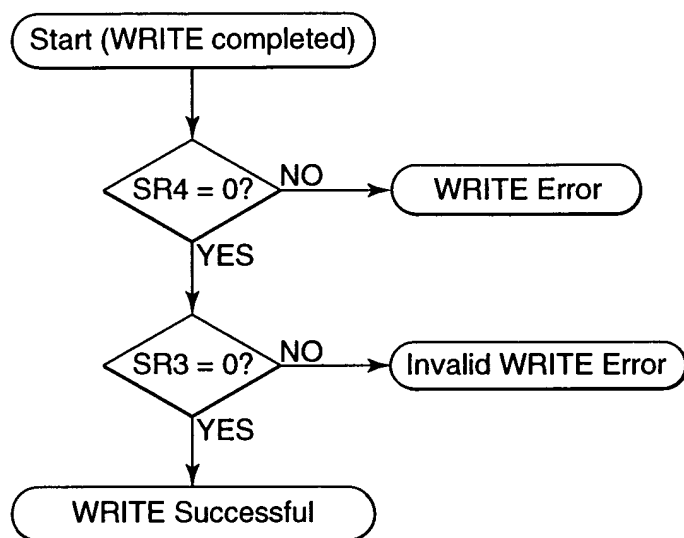 Start (WRITE completed)
SR4 = 0?
NO
WRITE Error
YES
SR3 = 0?
NO
Invalid WRITE Error
YES
WRITE Successful